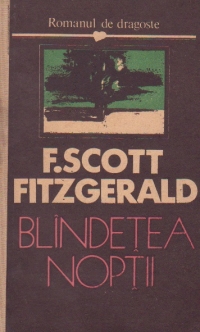 Romanul de dragoste
F.SCOTT
FITZGERALD
BLÎNDEȚEA
NOPȚII